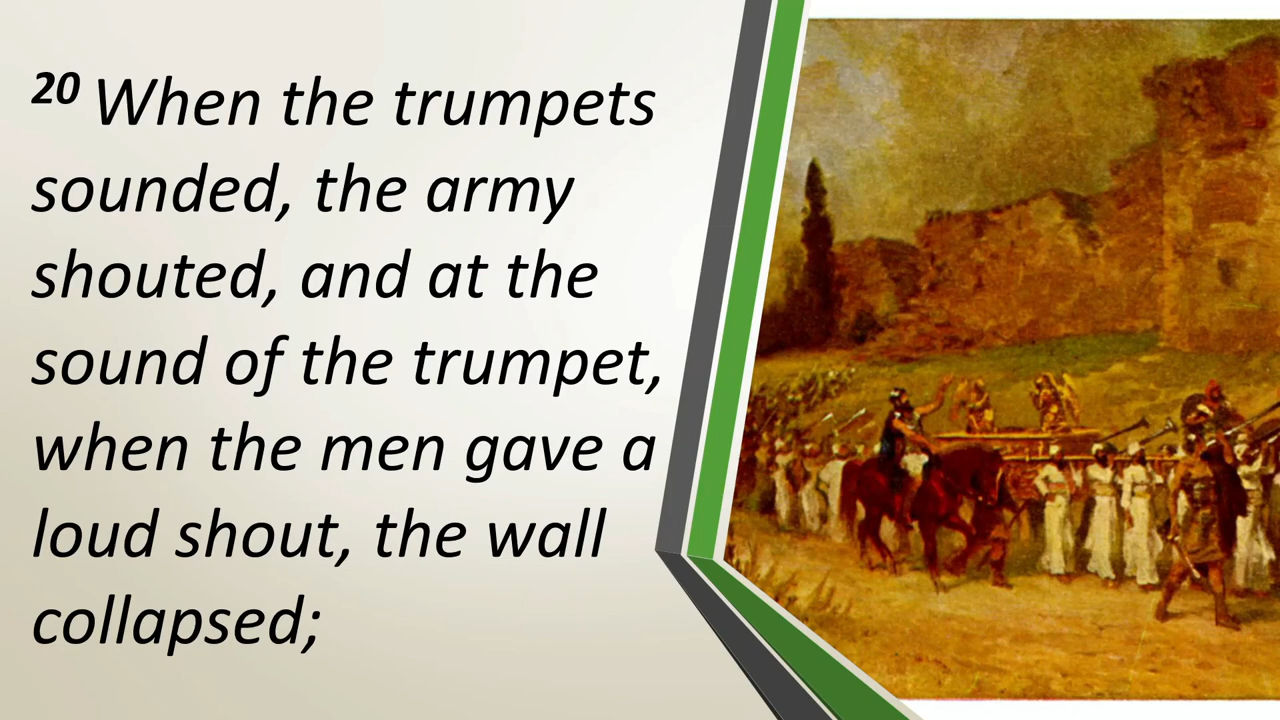 20 When the trumpets
sounded, the army
shouted, and at the
sound of the trumpet,
when the men gave a
loud shout, the wall
collapsed;